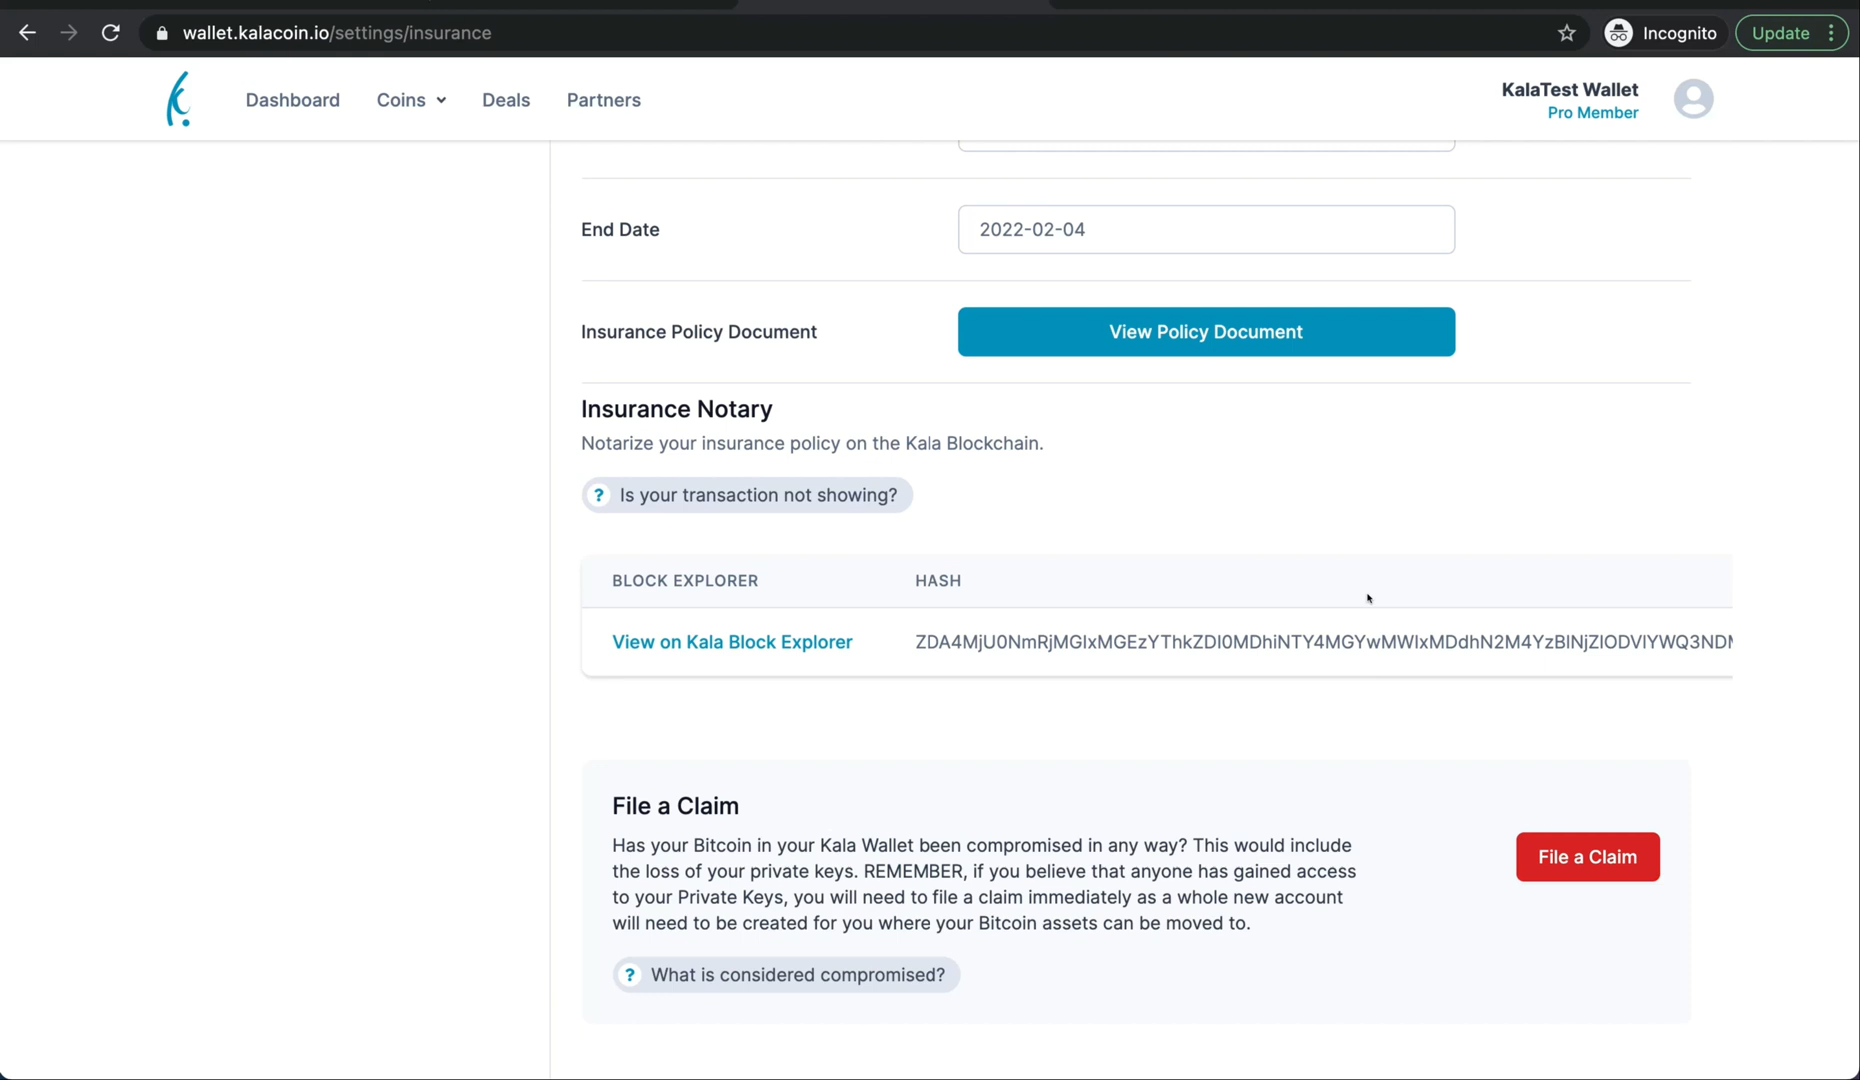 wallet.kalacoin.io/settings/insurance
Incognito
Update
Dashboard
Coins
Deals
Partners
KalaTest Wallet
Pro Member
End Date
2022-02-04
Insurance Policy Document
View Policy Document
Insurance Notary
Notarize your insurance policy on the Kala Blockchain.
? Is your transaction not showing?
BLOCK EXPLORER
HASH
View on Kala Block Explorer
File a Claim
Has your Bitcoin in your Kala Wallet been compromised in any way? This would include
the loss of your private keys. REMEMBER, if you believe that anyone has gained access
to your Private Keys, you will need to file a claim immediately as a whole new account
will need to be created for you where your Bitcoin assets can be moved to.
File a Claim
? What is considered compromised?